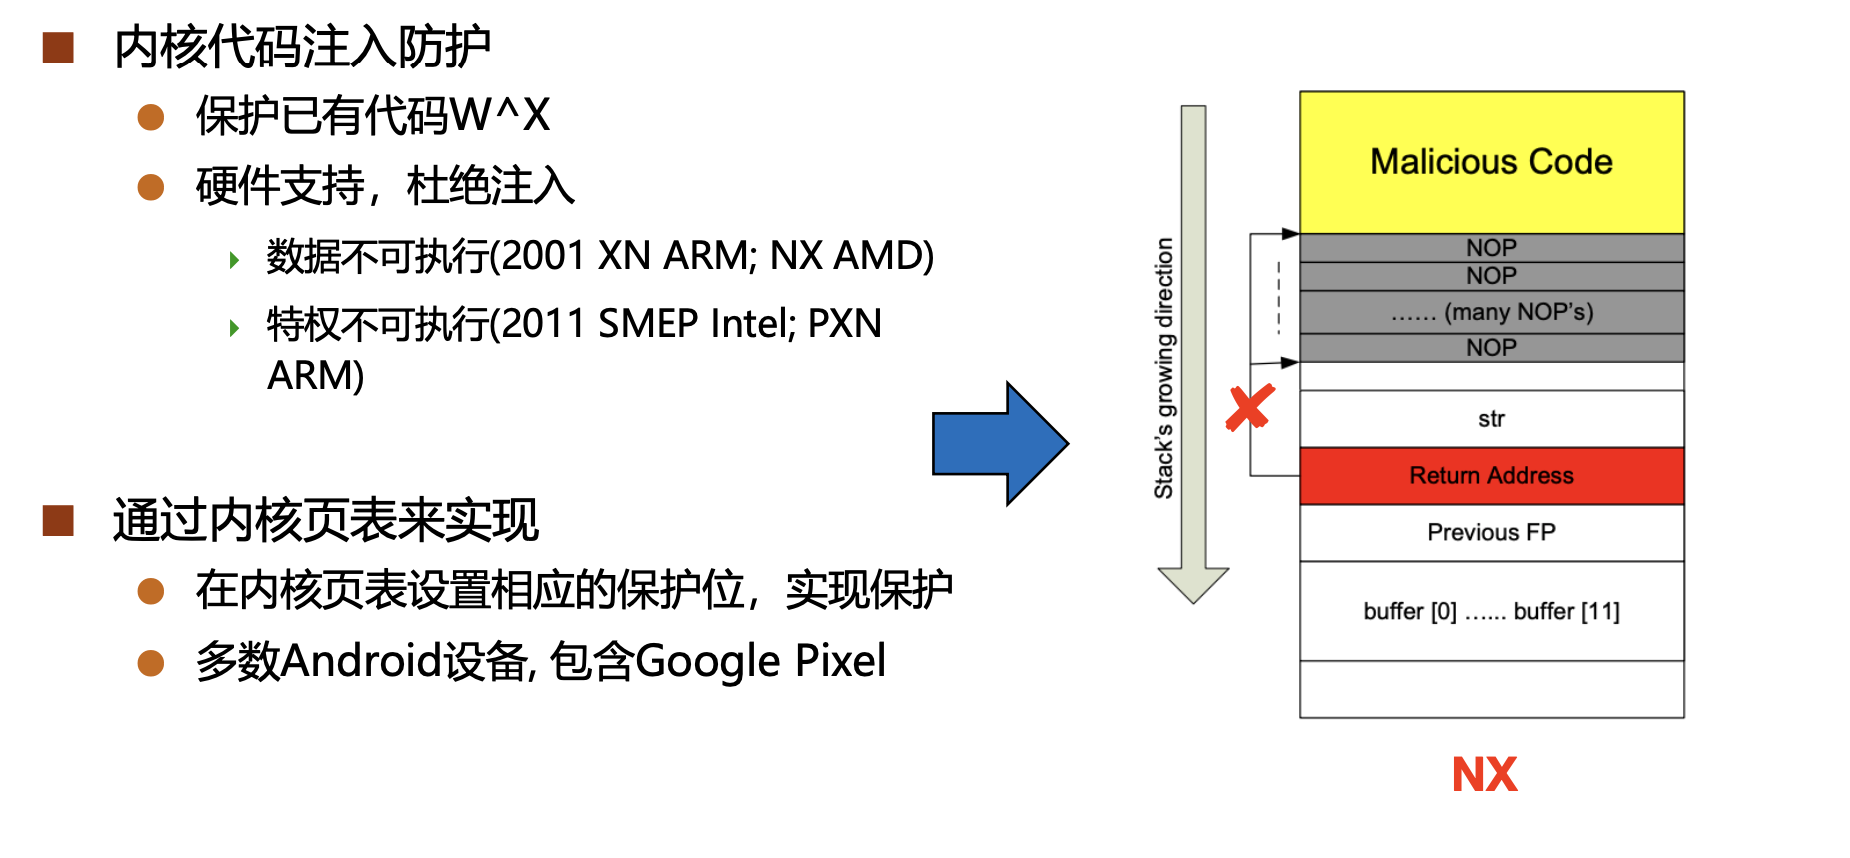 内核代码注入防护
保护已有代码W^X
硬件支持，杜绝注入
数据不可执行(2001 XN ARM; NX AMD)
特权不可执行(2011 SMEP Intel; PXN
ARM)
通过内核页表来实现
在内核页表设置相应的保护位，实现保护
多数Android设备, 包含Google Pixel
Stack's growing direction
Malicious Code
NOP
NOP
...... (many NOP's)
NOP
str
Return Address
Previous FP
buffer [0] ...... buffer [11]
NX